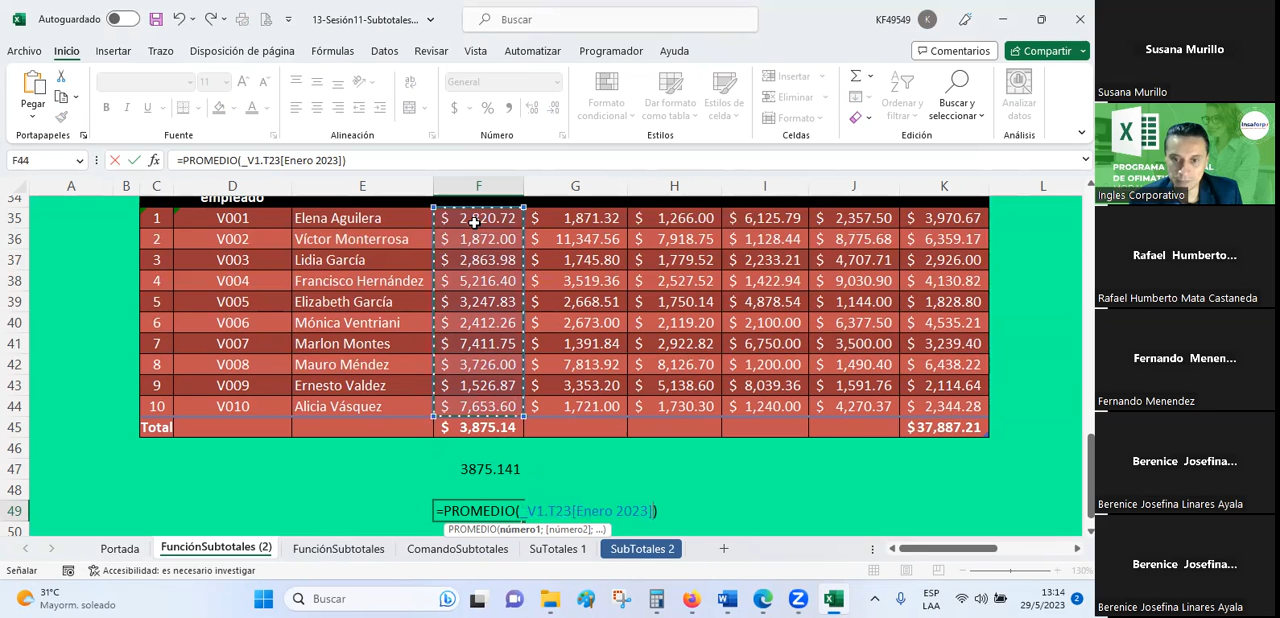 Autoguardado
13-Sesión11-Subtotales...
Buscar
KF49549
K
Archivo Inicio Insertar Trazo Disposición de página Fórmulas Datos Revisar Vista Automatizar Programador Ayuda
Comentarios
Compartir
Pegar
11
General
N K S
Formato condicional
Dar formato como tabla
Estilos de celda
Insertar
Eliminar
Formato
Ordenar y filtrar
Buscar y seleccionar
Analizar datos
Portapapeles Fuente Alineación Número Estilos Celdas Edición Análisis
F44
fx
=PROMEDIO(_V1.T23[Enero 2023])
A B C D E F G H I J K L
34 empleado
35 1 V001 Elena Aguilera $ 2,820.72 $ 1,871.32 $ 1,266.00 $ 6,125.79 $ 2,357.50 $ 3,970.67
36 2 V002 Víctor Monterrosa $ 1,872.00 $ 11,347.56 $ 7,918.75 $ 1,128.44 $ 8,775.68 $ 6,359.17
37 3 V003 Lidia García $ 2,863.98 $ 1,745.80 $ 1,779.52 $ 2,233.21 $ 4,707.71 $ 2,926.00
38 4 V004 Francisco Hernández $ 5,216.40 $ 3,519.36 $ 2,527.52 $ 1,422.94 $ 9,030.90 $ 4,130.82
39 5 V005 Elizabeth García $ 3,247.83 $ 2,668.51 $ 1,750.14 $ 4,878.54 $ 1,144.00 $ 1,828.80
40 6 V006 Mónica Ventriani $ 2,412.26 $ 2,673.00 $ 2,119.20 $ 2,100.00 $ 6,377.50 $ 4,535.21
41 7 V007 Marlon Montes $ 7,411.75 $ 1,391.84 $ 2,922.82 $ 6,750.00 $ 3,500.00 $ 3,239.40
42 8 V008 Mauro Méndez $ 3,726.00 $ 7,813.92 $ 8,126.70 $ 1,200.00 $ 1,490.40 $ 6,438.22
43 9 V009 Ernesto Valdez $ 1,526.87 $ 3,353.20 $ 5,138.60 $ 8,039.36 $ 1,591.76 $ 2,114.64
44 10 V010 Alicia Vásquez $ 7,653.60 $ 1,721.00 $ 1,730.30 $ 1,240.00 $ 4,270.37 $ 2,344.28
45 Total $ 3,875.14 $37,887.21
46
47 3875.141
48
49 =PROMEDIO(_V1.T23[Enero 2023])
PROMEDIO(número1; [número2]; ...)
50
Portada FunciónSubtotales (2) FunciónSubtotales ComandoSubtotales SuTotales 1 SubTotales 2
Señalar
Accesibilidad: es necesario investigar
130%
31°C
Mayorm. soleado
Buscar
ESP
LAA
13:14
29/5/2023
2
Susana Murillo
Susana Murillo
Insaforp
PROGRAMA
DE OFIMATI
Ingles Corporativo
Rafael Humberto...
Rafael Humberto Mata Castaneda
Fernando Menen...
Fernando Menendez
Berenice Josefina...
Berenice Josefina Linares Ayala
Berenice Josefina...
Berenice Josefina Linares Ayala